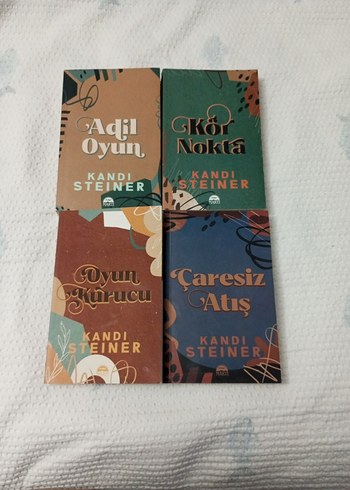 Adil
Oyun
KANDI
STEINER
Kör
Nokta
KANDI
STEINER
Oyun
Kurucu
KANDI
STEINER
Çaresiz
Atış
KANDI
STEINER